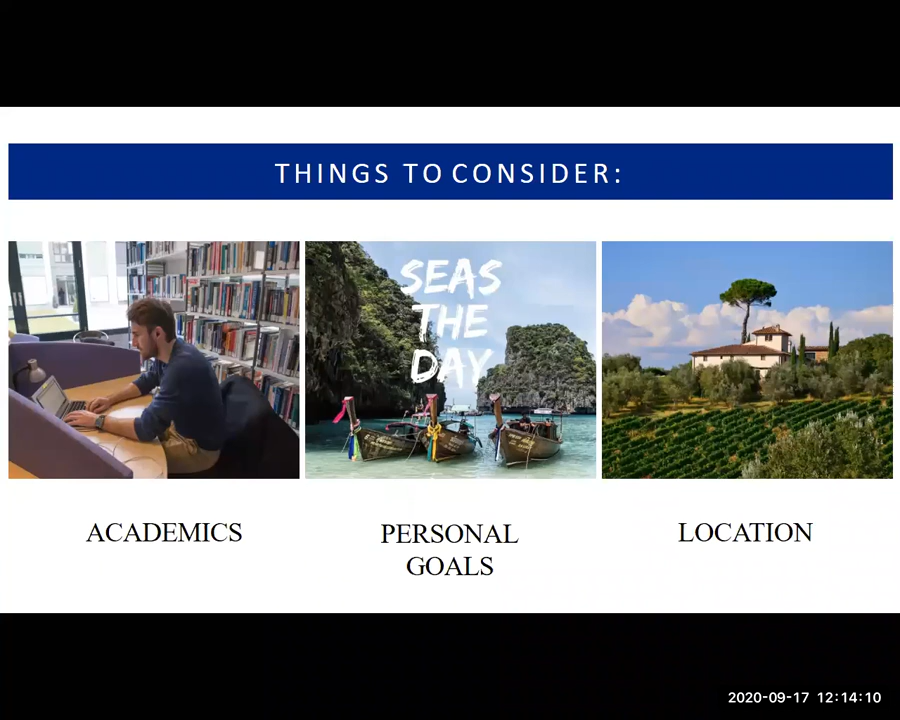 THINGS TO CONSIDER:
SEAS
THE
DAY
ACADEMICS
PERSONAL
GOALS
LOCATION
2020-09-17 12:14:10